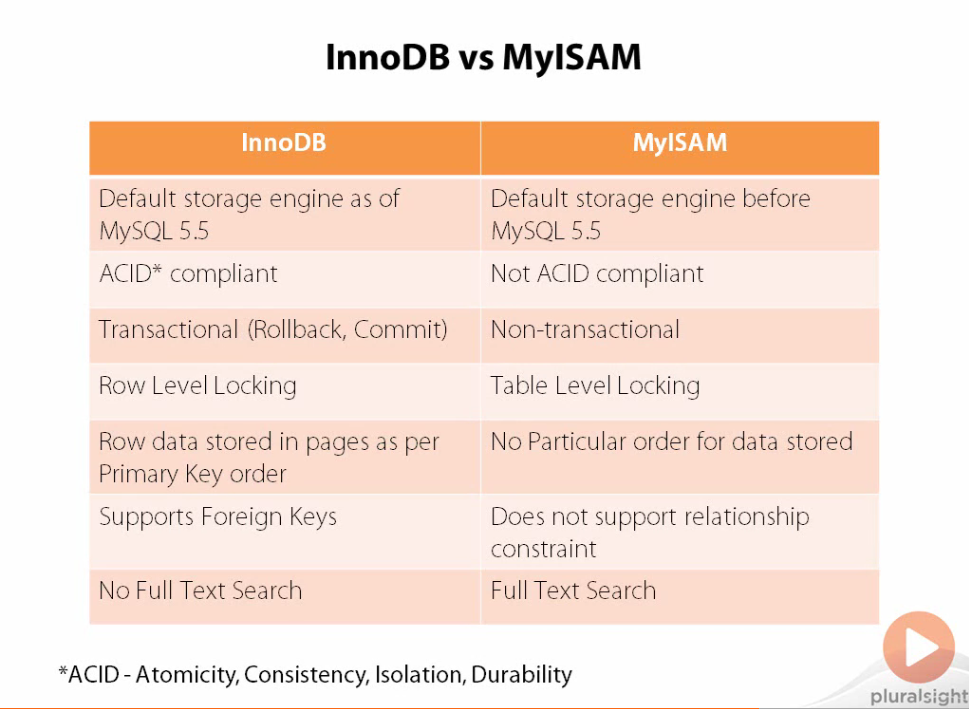 InnoDB vs MyISAM
InnoDB
MyISAM
Default storage engine as of
MySQL 5.5
Default storage engine before
MySQL 5.5
ACID* compliant
Not ACID compliant
Transactional (Rollback, Commit)
Non-transactional
Row Level Locking
Table Level Locking
Row data stored in pages as per
Primary Key order
No Particular order for data stored
Supports Foreign Keys
Does not support relationship
constraint
No Full Text Search
Full Text Search
*ACID - Atomicity, Consistency, Isolation, Durability
pluralsight